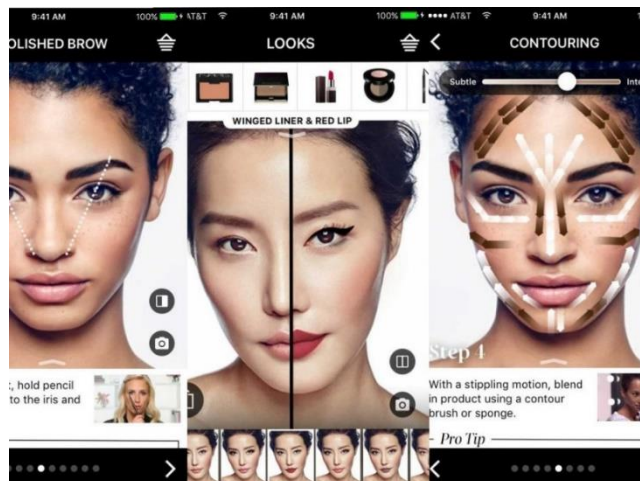 9:41 AM
100%
OLISHED BROW
t, hold pencil
to the iris and
AT&T
9:41 AM
100%
LOOKS
WINGED LINER & RED LIP
AT&T
9:41 AM
CONTOURING
Subtle
Inte
Step 4
With a stippling motion, blend
in product using a contour
brush or sponge.
Pro Tip